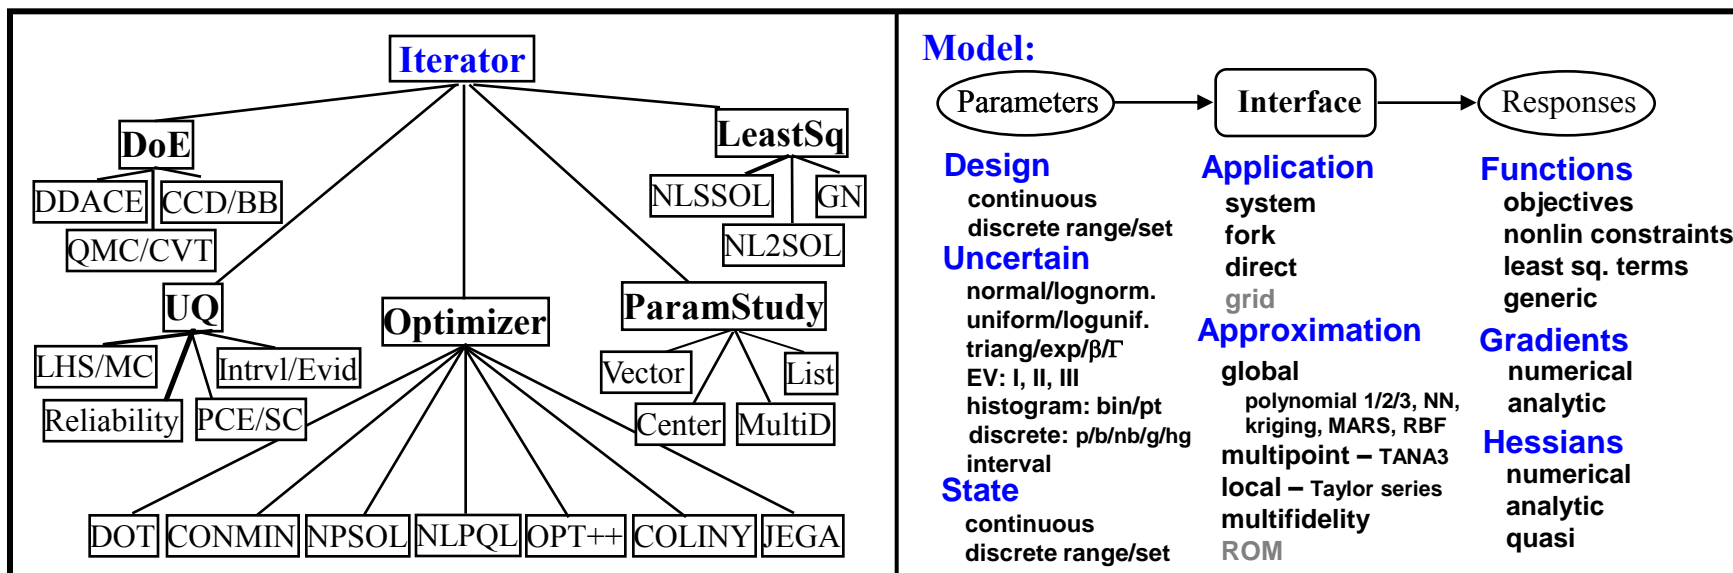 Iterator
DoE
LeastSq
DDACE
CCD/BB
NLSSOL
GN
QMC/CVT
NL2SOL
UQ
Optimizer
ParamStudy
LHS/MC
Intrvl/Evid
Vector
List
Reliability
PCE/SC
Center
MultiD
DOT
CONMIN
NPSOL
NLPQL
OPT++
COLINY
JEGA
Model:
Parameters
Interface
Responses
Design
continuous
discrete range/set
Uncertain
normal/lognorm.
uniform/logunif.
triang/exp/β/Γ
EV: I, II, III
histogram: bin/pt
discrete: p/b/nb/g/hg
interval
State
continuous
discrete range/set
Application
system
fork
direct
grid
Approximation
global
polynomial 1/2/3, NN,
kriging, MARS, RBF
multipoint – TANA3
local – Taylor series
multifidelity
ROM
Functions
objectives
nonlin constraints
least sq. terms
generic
Gradients
numerical
analytic
Hessians
numerical
analytic
quasi